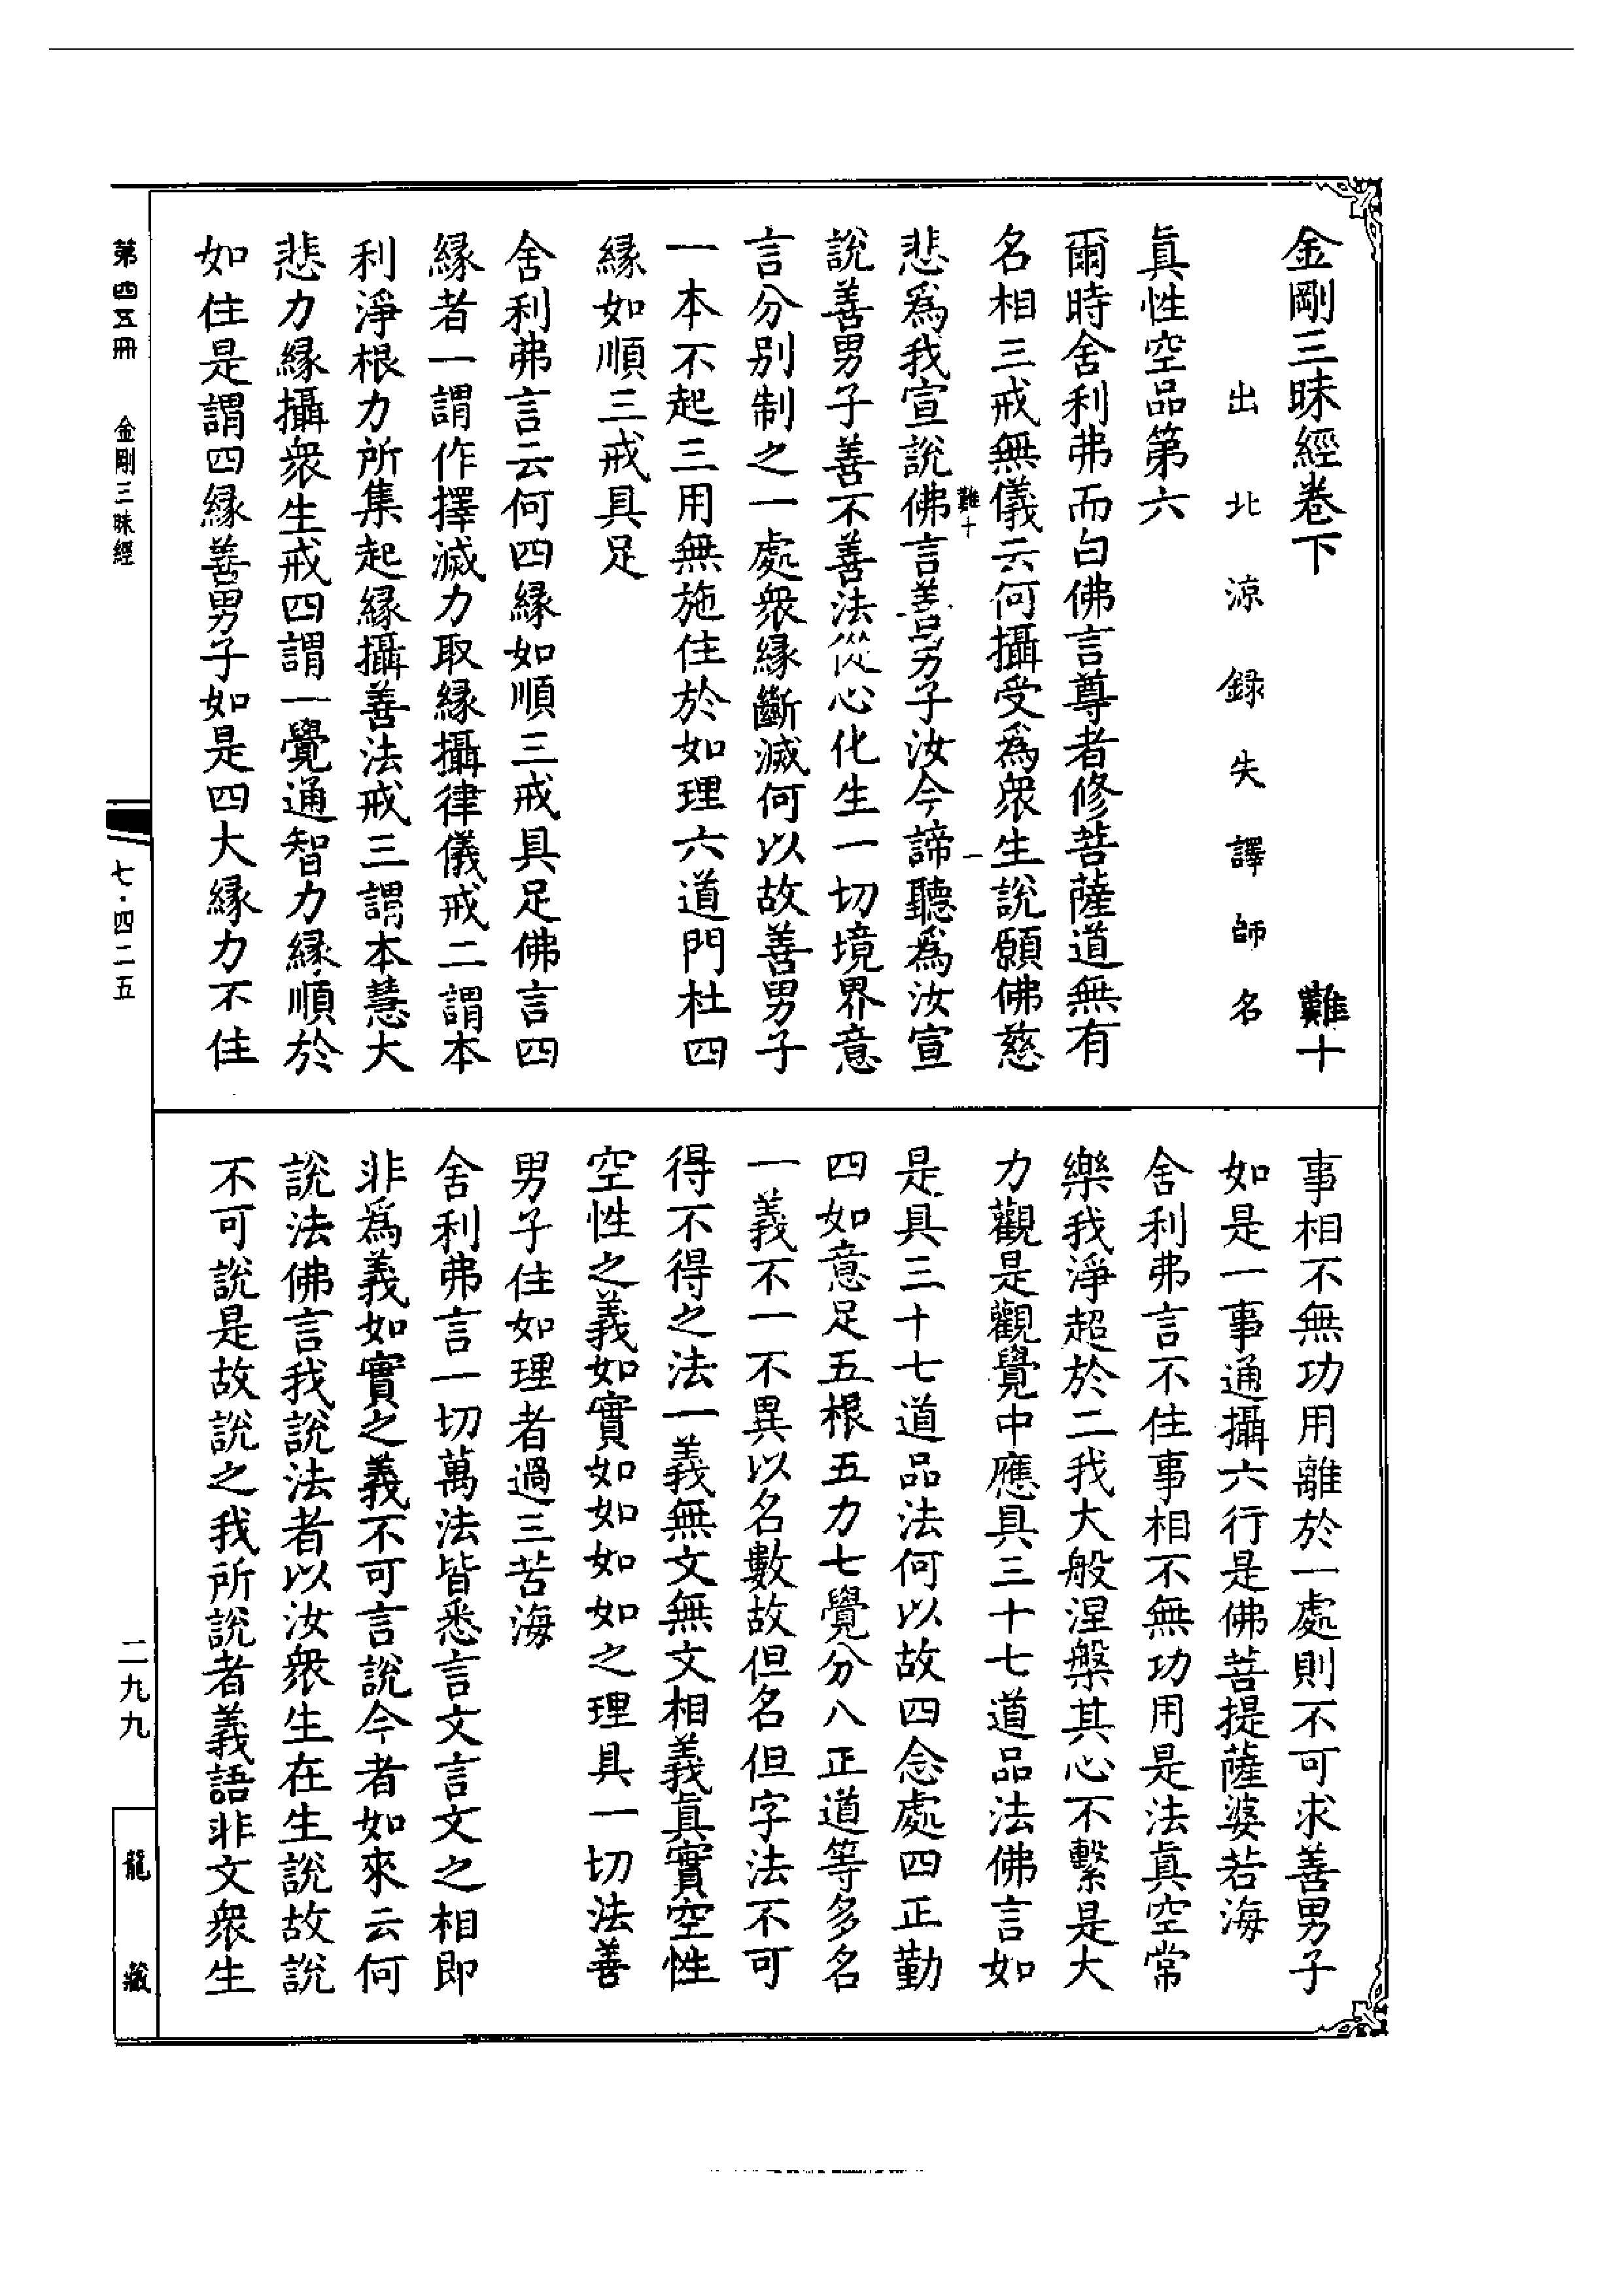 金剛三昧經卷下　難十
出北涼錄失譯師名
眞性空品第六
爾時舍利弗而白佛言尊者修菩薩道無有
名相三戒無儀云何攝受爲衆生說願佛慈
難十　一
悲爲我宣說佛言善男子汝今諦聽爲汝宣
說善男子善不善法從心化生一切境界意
言分別制之一處衆緣斷滅何以故善男子
一本不起三用無施住於如理六道門杜四
緣如順三戒具足
舍利弗言云何四緣如順三戒具足佛言四
緣者一謂作擇滅力取緣攝律儀戒二謂本
利淨根力所集起緣攝善法戒三謂本慧大
悲力緣攝衆生戒四謂一覺通智力緣順於
如住是謂四緣善男子如是四大緣力不住
事相不無功用離於一處則不可求善男子
如是一事通攝六行是佛菩提薩婆若海
舍利弗言不住事相不無功用是法眞空常
樂我淨超於二我大般涅槃其心不繫是大
力觀是觀覺中應具三十七道品法佛言如
是具三十七道品法何以故四念處四正勤
四如意足五根五力七覺分八正道等多名
一義不一不異以名數故但名但字法不可
得不得之法一義無文無文相義眞實空性
空性之義如實如如如如之理具一切法善
男子住如理者過三苦海
舍利弗言一切萬法皆悉言文言文之相即
非爲義如實之義不可言說今者如來云何
說法佛言我說法者以汝衆生在生說故說
不可說是故說之我所說者義語非文衆生
第四五冊　金剛三昧經　七·四二五　二九九　龍藏